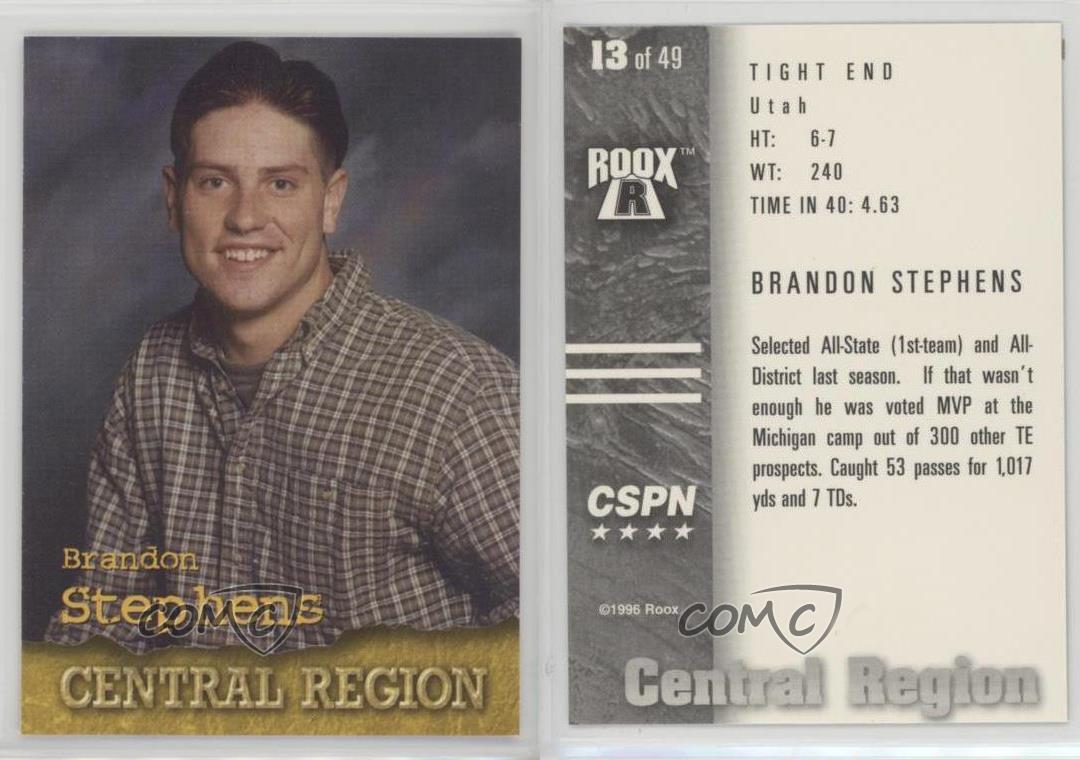 Brandon
Stephens
COMC
CENTRAL REGION
13 of 49
ROOX™
R
CSPN
©1996 Roox
TIGHT END
Utah
HT: 6-7
WT: 240
TIME IN 40: 4.63
BRANDON STEPHENS
Selected All-State (1st-team) and All-
District last season. If that wasn't
enough he was voted MVP at the
Michigan camp out of 300 other TE
prospects. Caught 53 passes for 1,017
yds and 7 TDs.
COMC
Central Region